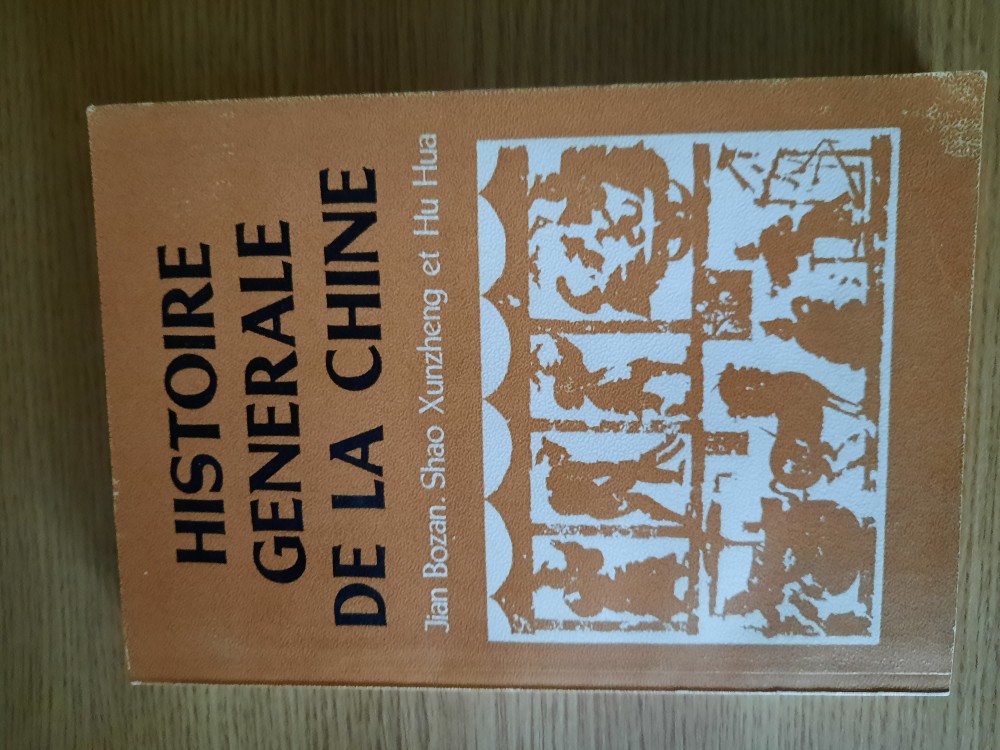 HISTOIRE
GENERALE
DE LA CHINE
Jian Bozan. Shao Xunzheng et Hu Hua